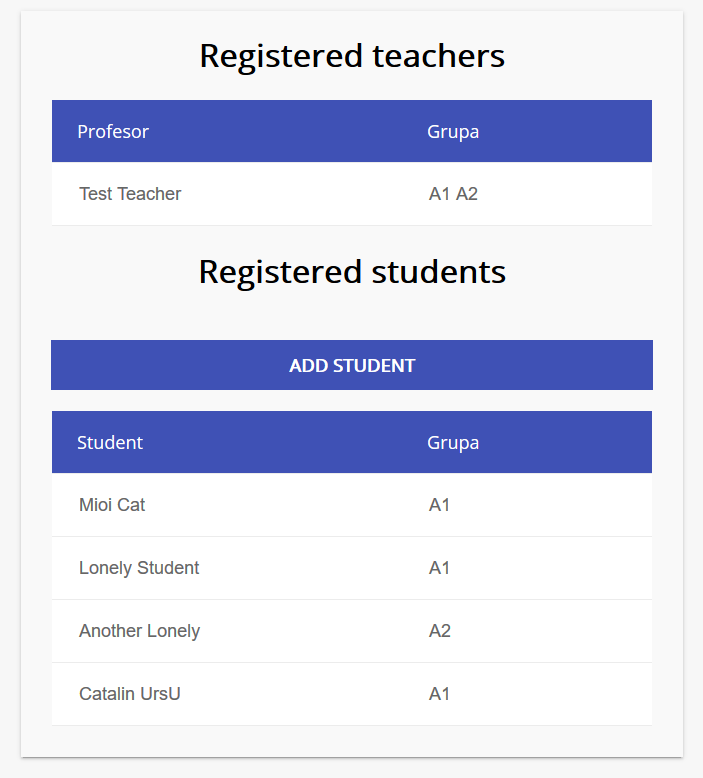 Registered teachers
Profesor Grupa
Test Teacher A1 A2
Registered students
ADD STUDENT
Student Grupa
Mioi Cat A1
Lonely Student A1
Another Lonely A2
Catalin UrsU A1